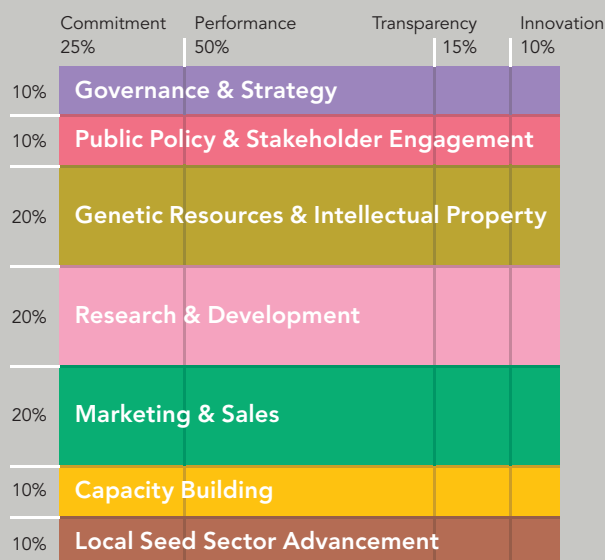 Commitment Performance Transparency Innovation
25% 50% 15% 10%
10% Governance & Strategy
10% Public Policy & Stakeholder Engagement
20% Genetic Resources & Intellectual Property
20% Research & Development
20% Marketing & Sales
10% Capacity Building
10% Local Seed Sector Advancement